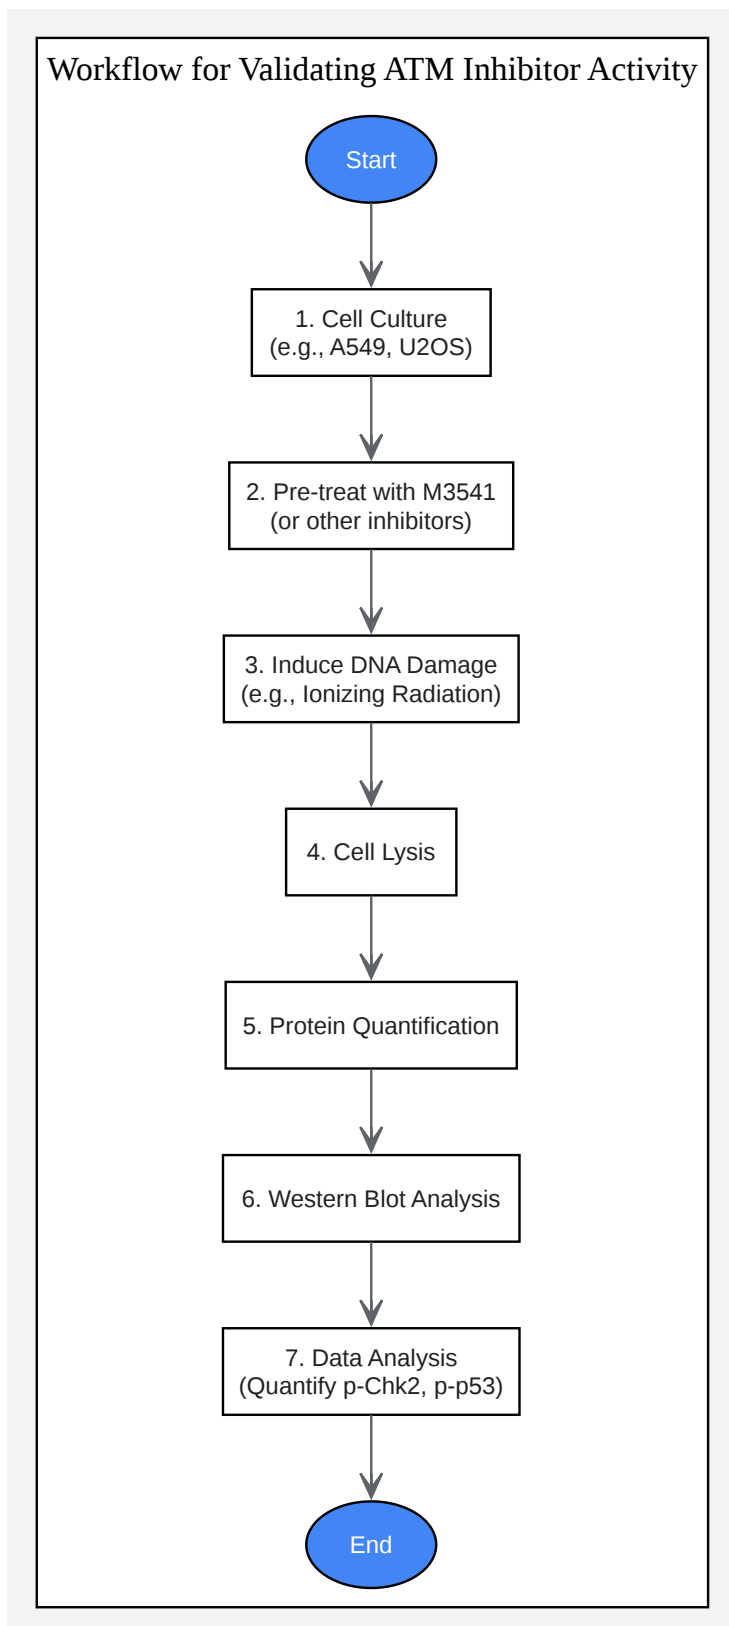 Workflow for Validating ATM Inhibitor Activity
Start
1. Cell Culture
(e.g., A549, U2OS)
2. Pre-treat with M3541
(or other inhibitors)
3. Induce DNA Damage
(e.g., Ionizing Radiation)
4. Cell Lysis
5. Protein Quantification
6. Western Blot Analysis
7. Data Analysis
(Quantify p-Chk2, p-p53)
End